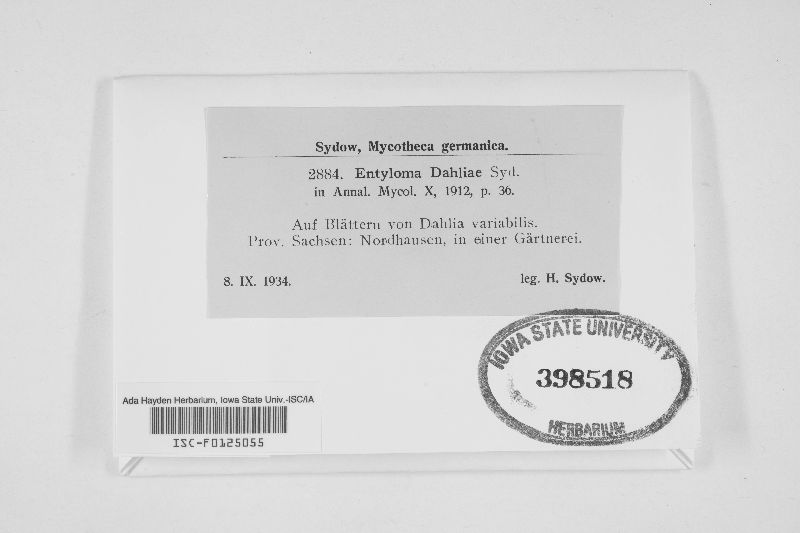 Sydow, Mycotheca germanica.
2884. Entyloma Dahliae Syd.
in Annal. Mycol. X, 1912, p. 36.
Auf Blättern von Dahlia variabilis.
Prov. Sachsen: Nordhausen, in einer Gärtnerei.
8. IX. 1934. leg. H. Sydow.
IOWA STATE UNIVERSITY
398518
HERBARIUM
Ada Hayden Herbarium, Iowa State Univ.-ISC/IA
ISC-F0125055